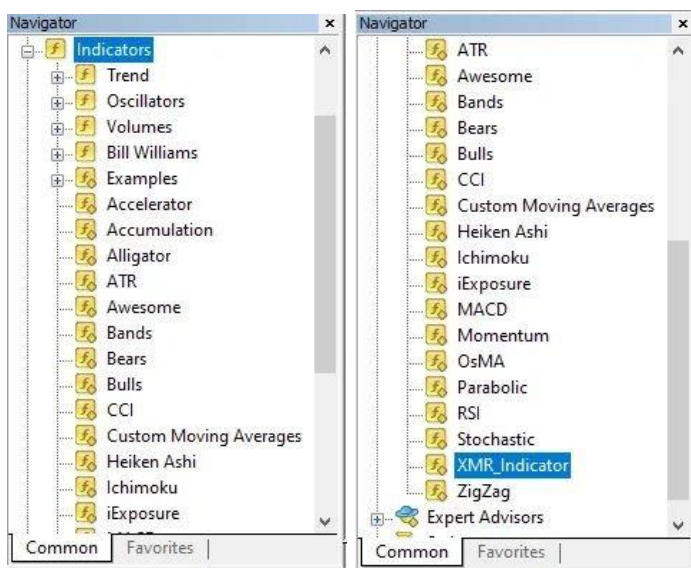 Navigator
Indicators
Trend
Oscillators
Volumes
Bill Williams
Examples
Accelerator
Accumulation
Alligator
ATR
Awesome
Bands
Bears
Bulls
CCI
Custom Moving Averages
Heiken Ashi
Ichimoku
iExposure
Common
Favorites
Navigator
ATR
Awesome
Bands
Bears
Bulls
CCI
Custom Moving Averages
Heiken Ashi
Ichimoku
iExposure
MACD
Momentum
OsMA
Parabolic
RSI
Stochastic
XMR_Indicator
ZigZag
Expert Advisors
Common
Favorites